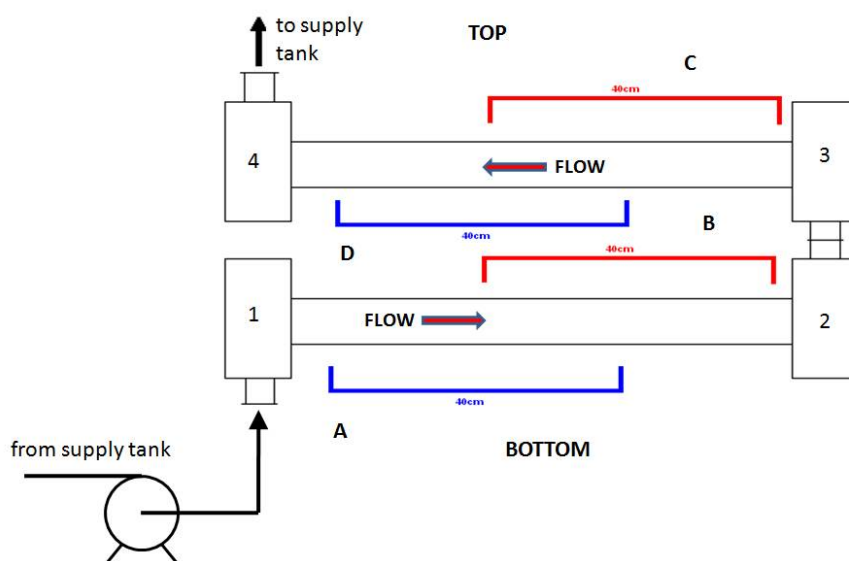 to supply
tank
TOP
C
40cm
4
FLOW
3
40cm
B
D
40cm
1
FLOW
2
40cm
A
from supply tank
BOTTOM